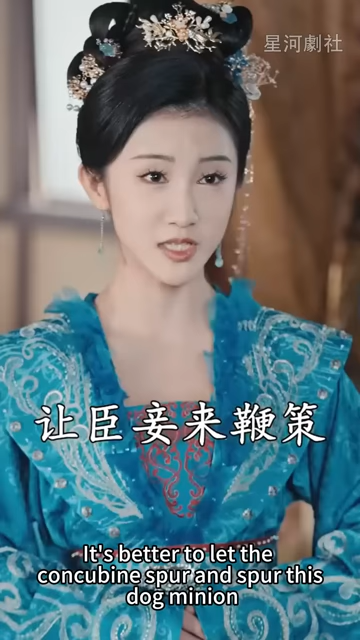 星河劇社
让臣妾来鞭策
It's better to let the
concubine spur and spur this
dog minion